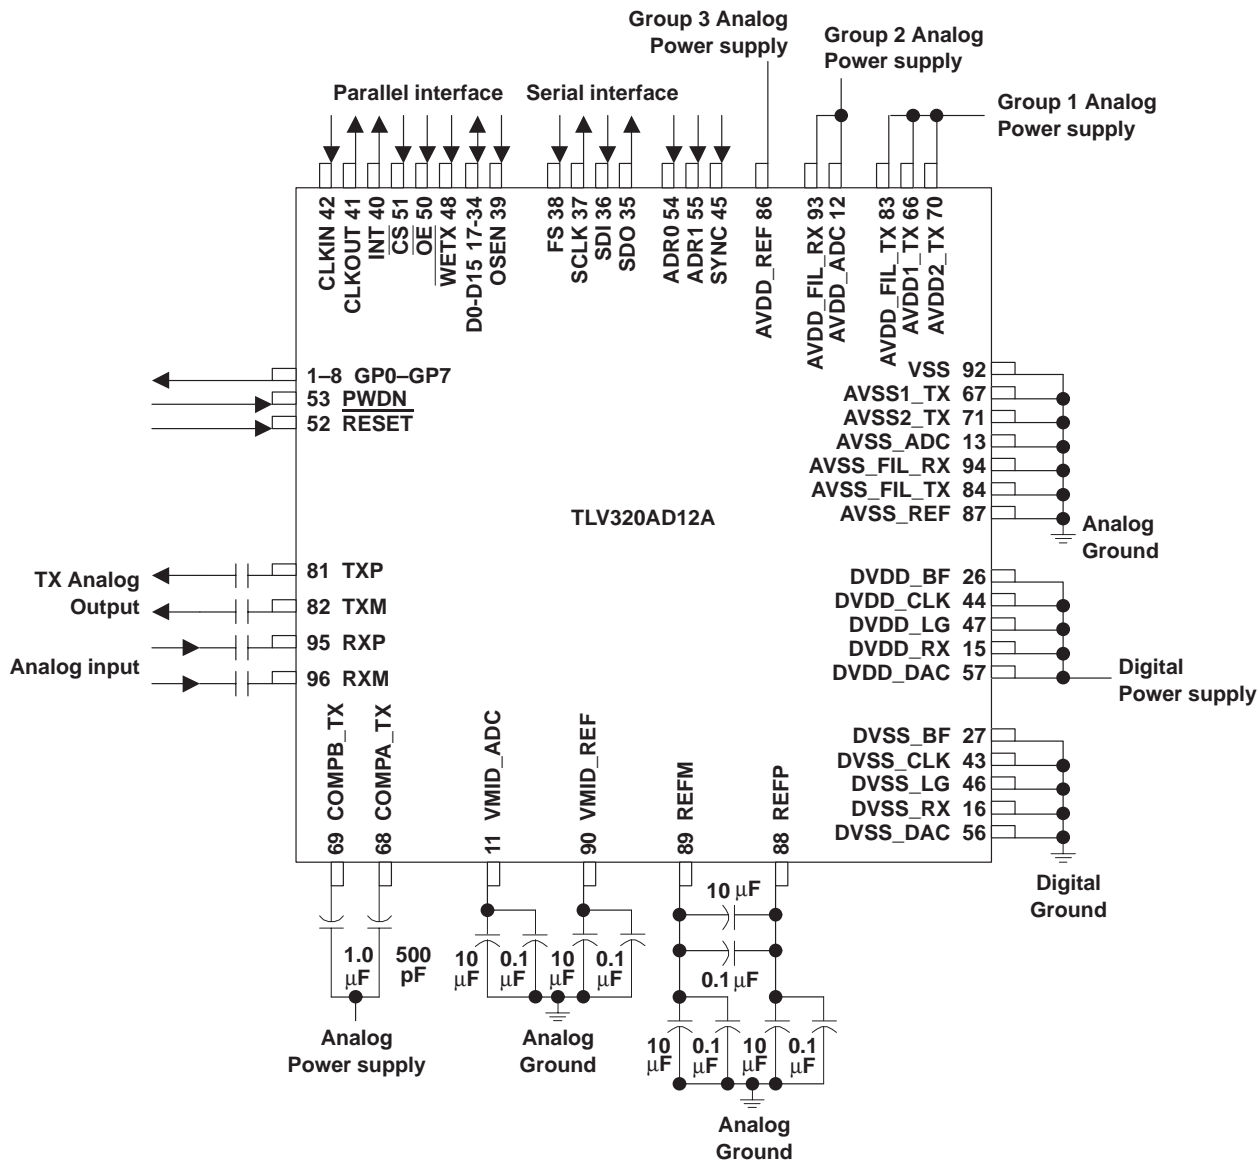 Group 3 Analog
Power supply
Group 2 Analog
Power supply
Group 1 Analog
Power supply
Parallel interface
Serial interface
CLKIN 42
CLKOUT 41
INT 40
CS 51
OE 50
WETX 48
D0-D15 17-34
OSEN 39
FS 38
SCLK 37
SDI 36
SDO 35
ADR0 54
ADR1 55
SYNC 45
AVDD_REF 86
AVDD_FIL_RX 93
AVDD_ADC 12
AVDD_FIL_TX 83
AVDD1_TX 66
AVDD2_TX 70
1–8 GP0–GP7
53 PWDN
52 RESET
VSS 92
AVSS1_TX 67
AVSS2_TX 71
AVSS_ADC 13
AVSS_FIL_RX 94
AVSS_FIL_TX 84
AVSS_REF 87
Analog
Ground
TLV320AD12A
TX Analog
Output
81 TXP
82 TXM
Analog input
95 RXP
96 RXM
DVDD_BF 26
DVDD_CLK 44
DVDD_LG 47
DVDD_RX 15
DVDD_DAC 57
Digital
Power supply
DVSS_BF 27
DVSS_CLK 43
DVSS_LG 46
DVSS_RX 16
DVSS_DAC 56
Digital
Ground
69 COMPB_TX
68 COMPA_TX
11 VMID_ADC
90 VMID_REF
89 REFM
88 REFP
1.0
µF
500
pF
Analog
Power supply
10
µF
0.1
µF
10
µF
0.1
µF
Analog
Ground
10 µF
0.1 µF
10
µF
0.1
µF
10
µF
0.1
µF
Analog
Ground